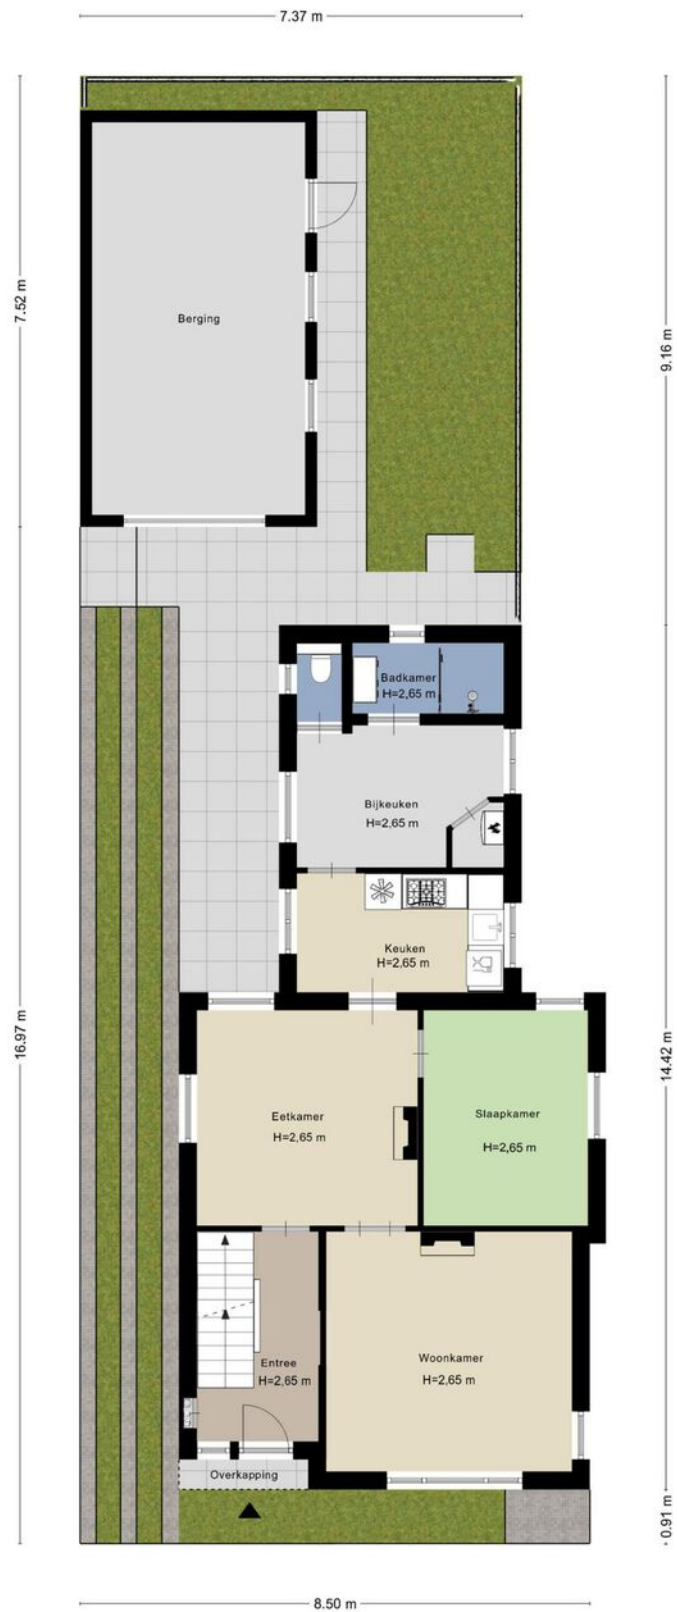 7.37 m
7.52 m
9.16 m
Berging
Badkamer
H=2,65 m
Bijkeuken
H=2,65 m
Keuken
H=2,65 m
16.97 m
14.42 m
Eetkamer
H=2,65 m
Slaapkamer
H=2,65 m
Woonkamer
H=2,65 m
Entree
H=2,65 m
Overkapping
0.91 m
8.50 m